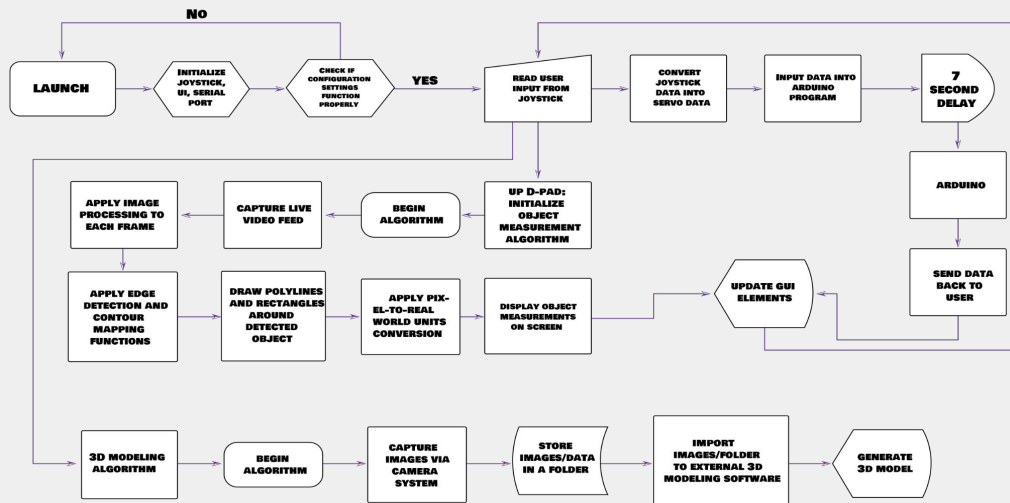 NO
LAUNCH
INITIALIZE
JOYSTICK,
UI, SERIAL
PORT
CHECK IF
CONFIGURATION
SETTINGS
FUNCTION
PROPERLY
YES
READ USER
INPUT FROM
JOYSTICK
CONVERT
JOYSTICK
DATA INTO
SERVO DATA
INPUT DATA INTO
ARDUINO
PROGRAM
7
SECOND
DELAY
ARDUINO
SEND DATA
BACK TO
USER
UP D-PAD:
INITIALIZE
OBJECT
MEASUREMENT
ALGORITHM
BEGIN
ALGORITHM
CAPTURE LIVE
VIDEO FEED
APPLY IMAGE
PROCESSING TO
EACH FRAME
APPLY EDGE
DETECTION AND
CONTOUR
MAPPING
FUNCTIONS
DRAW POLYLINES
AND RECTANGLES
AROUND
DETECTED
OBJECT
APPLY PIX-
EL-TO-REAL
WORLD UNITS
CONVERSION
DISPLAY OBJECT
MEASUREMENTS
ON SCREEN
UPDATE GUI
ELEMENTS
3D MODELING
ALGORITHM
BEGIN
ALGORITHM
CAPTURE
IMAGES VIA
CAMERA
SYSTEM
STORE
IMAGES/DATA
IN A FOLDER
IMPORT
IMAGES/FOLDER
TO EXTERNAL 3D
MODELING SOFTWARE
GENERATE
3D MODEL